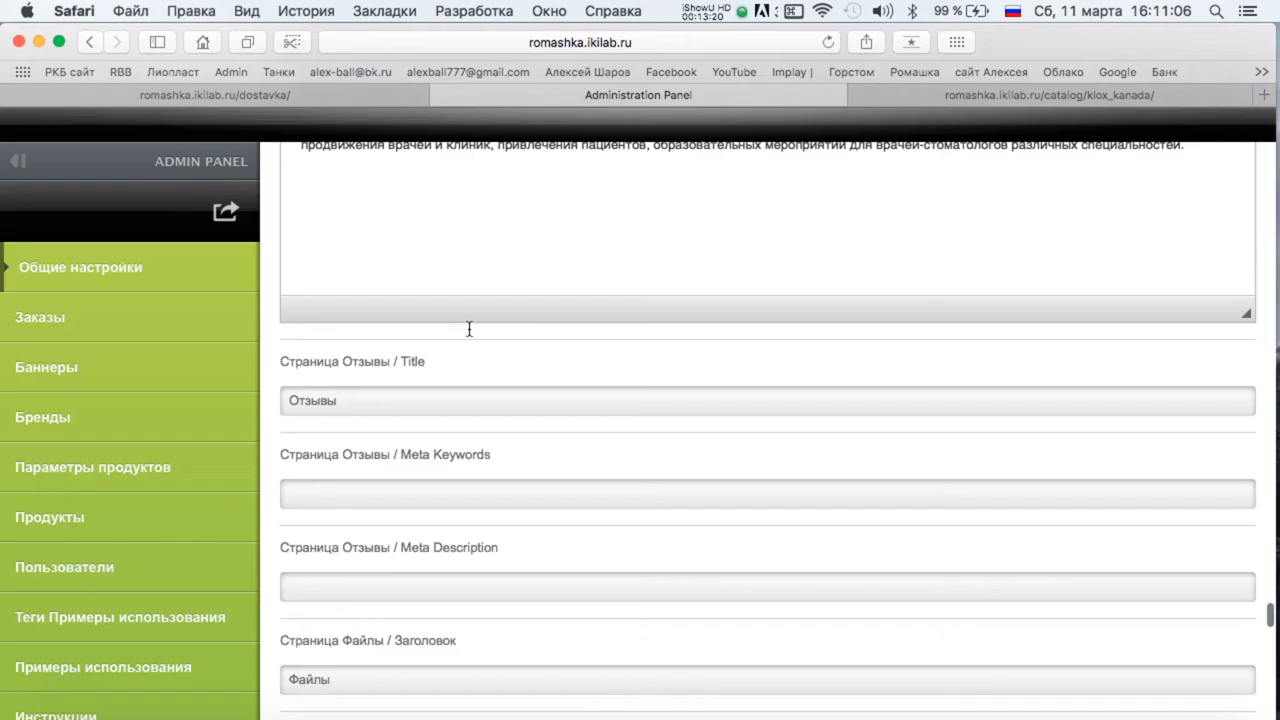 Safari Файл Правка Вид История Закладки Разработка Окно Справка iShowU HD 00:13:20 99 % Сб, 11 марта 16:11:06
romashka.ikilab.ru
РКБ сайт RBB Лиопласт Admin Танки alex-ball@bk.ru alexball777@gmail.com Алексей Шаров Facebook YouTube Implay | Горстом Ромашка сайт Алексея Облако Google Банк >>
romashka.ikilab.ru/dostavka/ Administration Panel romashka.ikilab.ru/catalog/klox_kanada/
ADMIN PANEL
Общие настройки
Заказы
Баннеры
Бренды
Параметры продуктов
Продукты
Пользователи
Теги Примеры использования
Примеры использования
Инструкции
продвижения врачей и клиник, привлечения пациентов, образовательных мероприятий для врачей-стоматологов различных специальностей.
Страница Отзывы / Title
Отзывы
Страница Отзывы / Meta Keywords
Страница Отзывы / Meta Description
Страница Файлы / Заголовок
Файлы